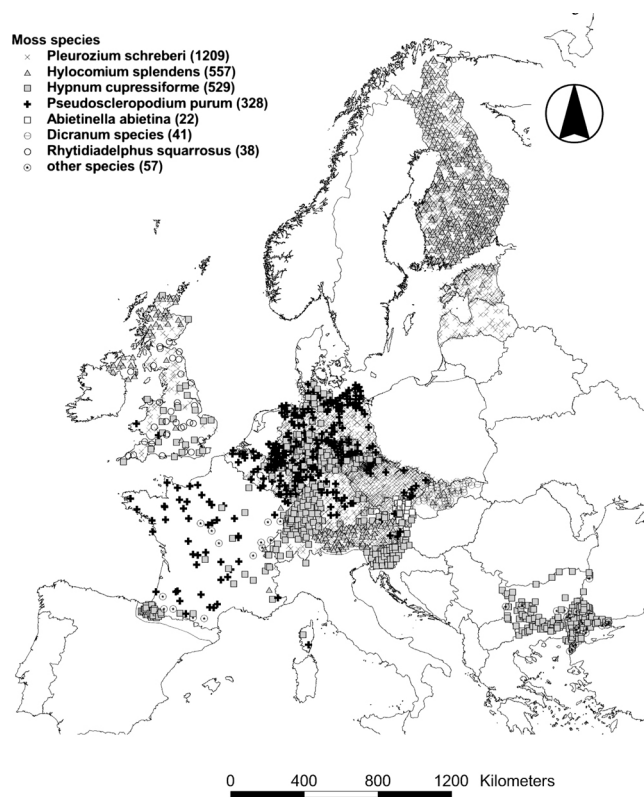 Moss species
Pleurozium schreberi (1209)
Hylocomium splendens (557)
Hypnum cupressiforme (529)
Pseudoscleropodium purum (328)
Abietinella abietina (22)
Dicranum species (41)
Rhytidiadelphus squarrosus (38)
other species (57)
0 400 800 1200 Kilometers